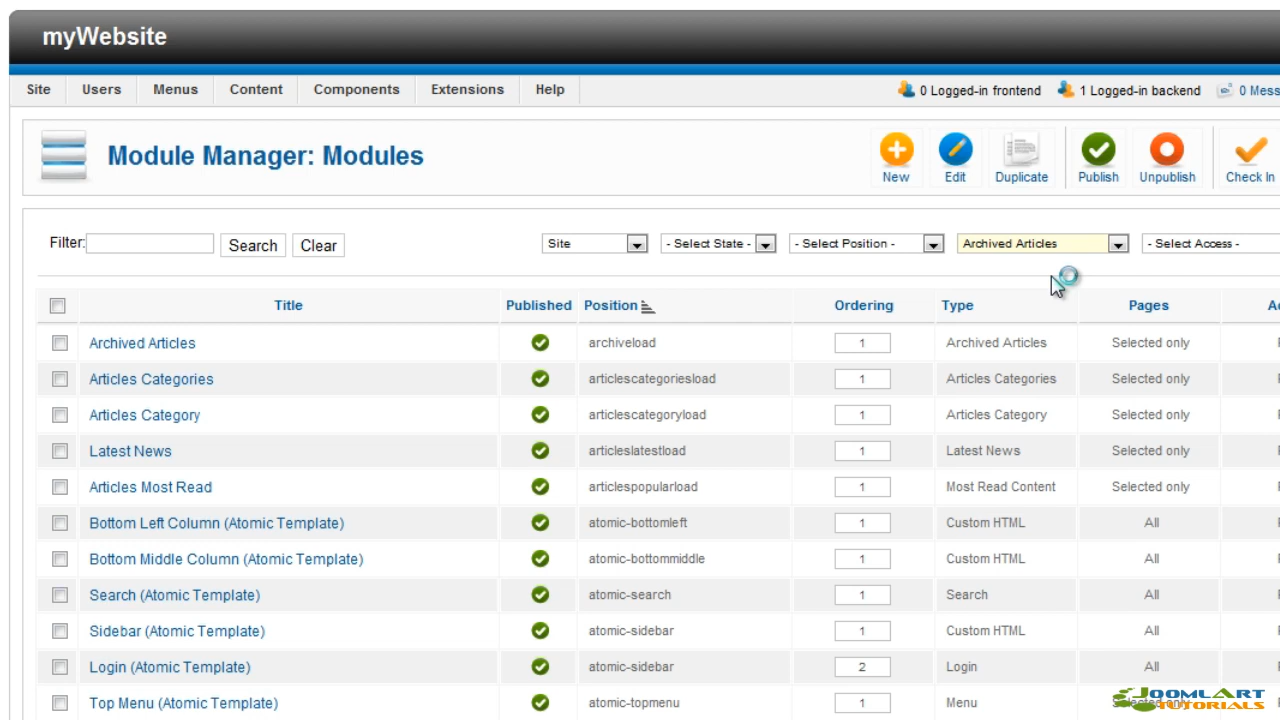 myWebsite
Site Users Menus Content Components Extensions Help 0 Logged-in frontend 1 Logged-in backend 0 Mess
Module Manager: Modules
New Edit Duplicate Publish Unpublish Check In
Filter: Search Clear Site - Select State - - Select Position - Archived Articles - Select Access -
Title Published Position Ordering Type Pages
Archived Articles archiveload 1 Archived Articles Selected only
Articles Categories articlescategoriesload 1 Articles Categories Selected only
Articles Category articlescategoryload 1 Articles Category Selected only
Latest News articleslatestload 1 Latest News Selected only
Articles Most Read articlespopularload 1 Most Read Content Selected only
Bottom Left Column (Atomic Template) atomic-bottomleft 1 Custom HTML All
Bottom Middle Column (Atomic Template) atomic-bottommiddle 1 Custom HTML All
Search (Atomic Template) atomic-search 1 Search All
Sidebar (Atomic Template) atomic-sidebar 1 Custom HTML All
Login (Atomic Template) atomic-sidebar 2 Login All
Top Menu (Atomic Template) atomic-topmenu 1 Menu Selected only
JOOMLART
TUTORIALS